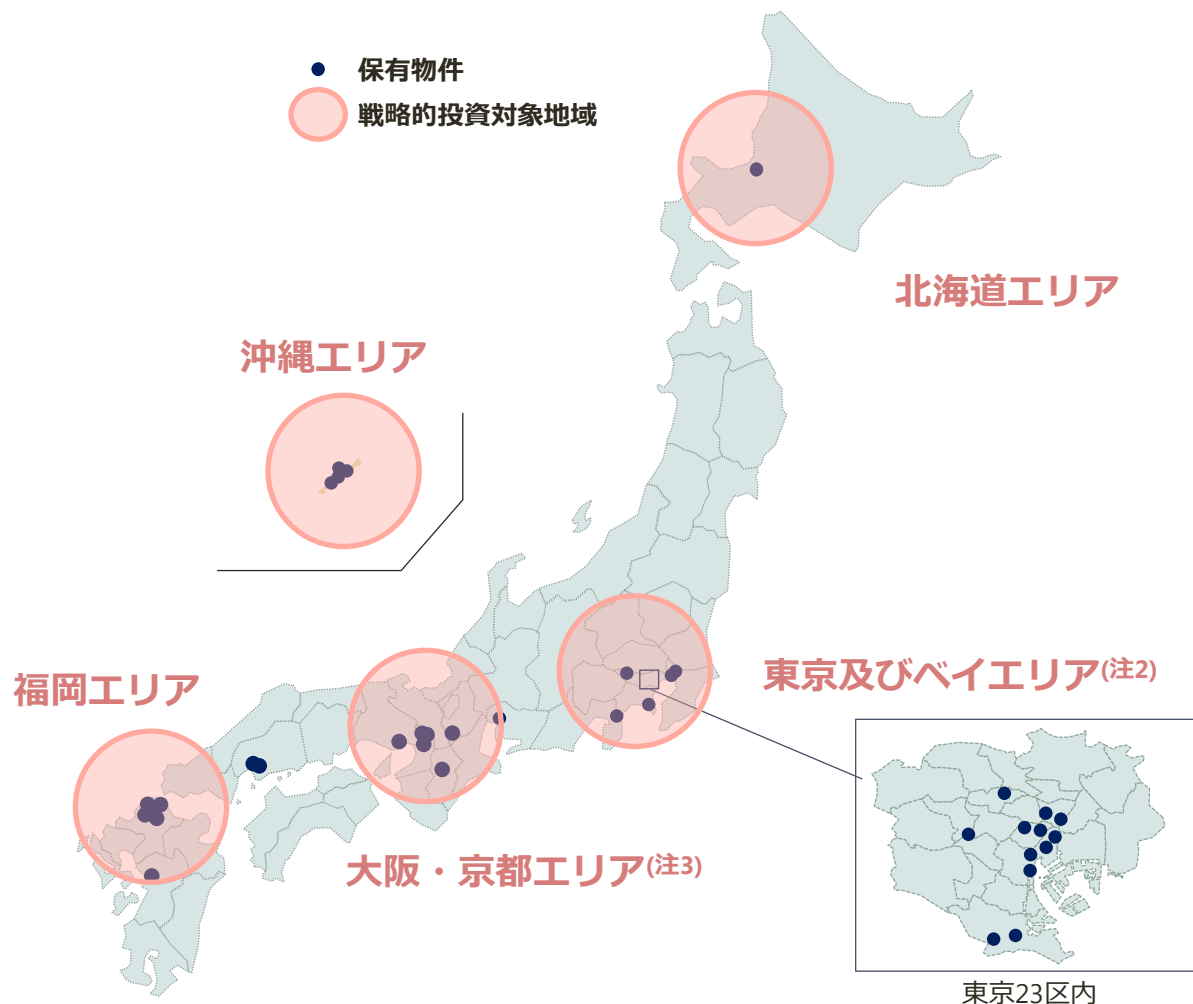 保有物件
戦略的投資対象地域
北海道エリア
沖縄エリア
福岡エリア
東京及びベイエリア(注2)
大阪・京都エリア(注3)
東京23区内